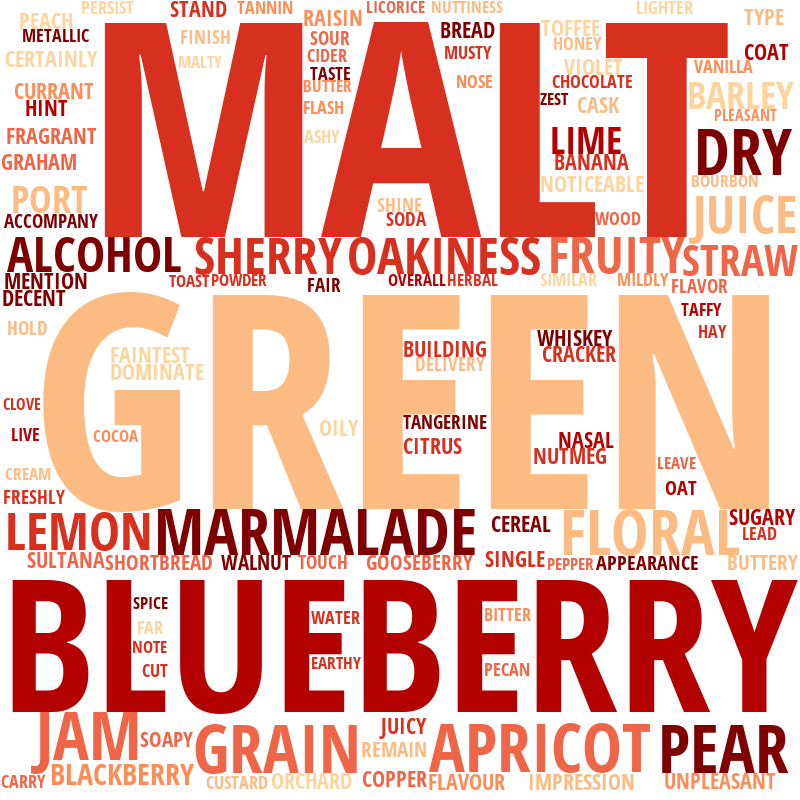 PERSIST STAND TANNIN LICORICE NUTTINESS LIGHTER
PEACH RAISIN TOFFEE TYPE
METALLIC FINISH SOUR BREAD HONEY
CERTAINLY MALTY CIDER MUSTY VIOLET COAT
TASTE VANILLA
CURRANT BUTTER NOSE CHOCOLATE BARLEY
HINT FLASH ZEST CASK PLEASANT
FRAGRANT ASHY LIME DRY
GRAHAM BANANA
MALT
PORT NOTICEABLE BOURBON
ACCOMPANY SHINE SODA WOOD JUICE
ALCOHOL SHERRY OAKINESS FRUITY STRAW
MENTION TOAST POWDER FAIR OVERALL HERBAL SIMILAR MILDLY FLAVOR
DECENT TAFFY
HOLD WHISKEY HAY
FAINTEST BUILDING CRACKER
DOMINATE DELIVERY
GREEN
CLOVE
LIVE COCOA OILY TANGERINE NASAL
CITRUS NUTMEG
CREAM LEAVE
FRESHLY OAT
LEMON MARMALADE CEREAL FLORAL SUGARY
LEAD
SULTANA SHORTBREAD WALNUT TOUCH GOOSEBERRY SINGLE PEPPER APPEARANCE BUTTERY
SPICE WATER BITTER
FAR
NOTE
BLUEBERRY
CUT EARTHY PECAN
JAM SOAPY GRAIN JUICY APRICOT PEAR
REMAIN
CARRY BLACKBERRY CUSTARD ORCHARD COPPER FLAVOUR IMPRESSION UNPLEASANT